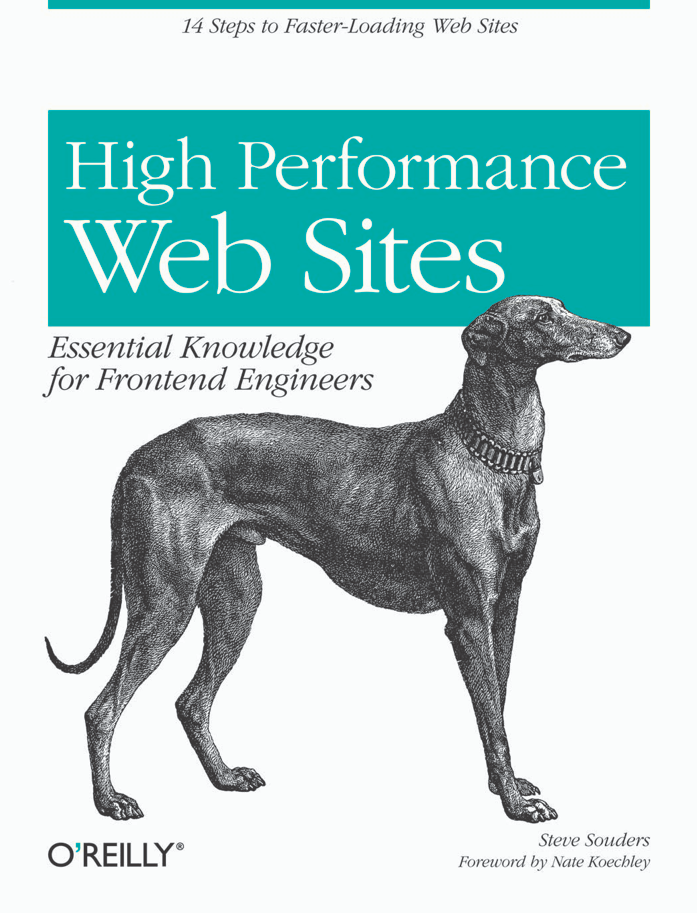 14 Steps to Faster-Loading Web Sites
High Performance
Web Sites
Essential Knowledge
for Frontend Engineers
O'REILLY®
Steve Souders
Foreword by Nate Koechley